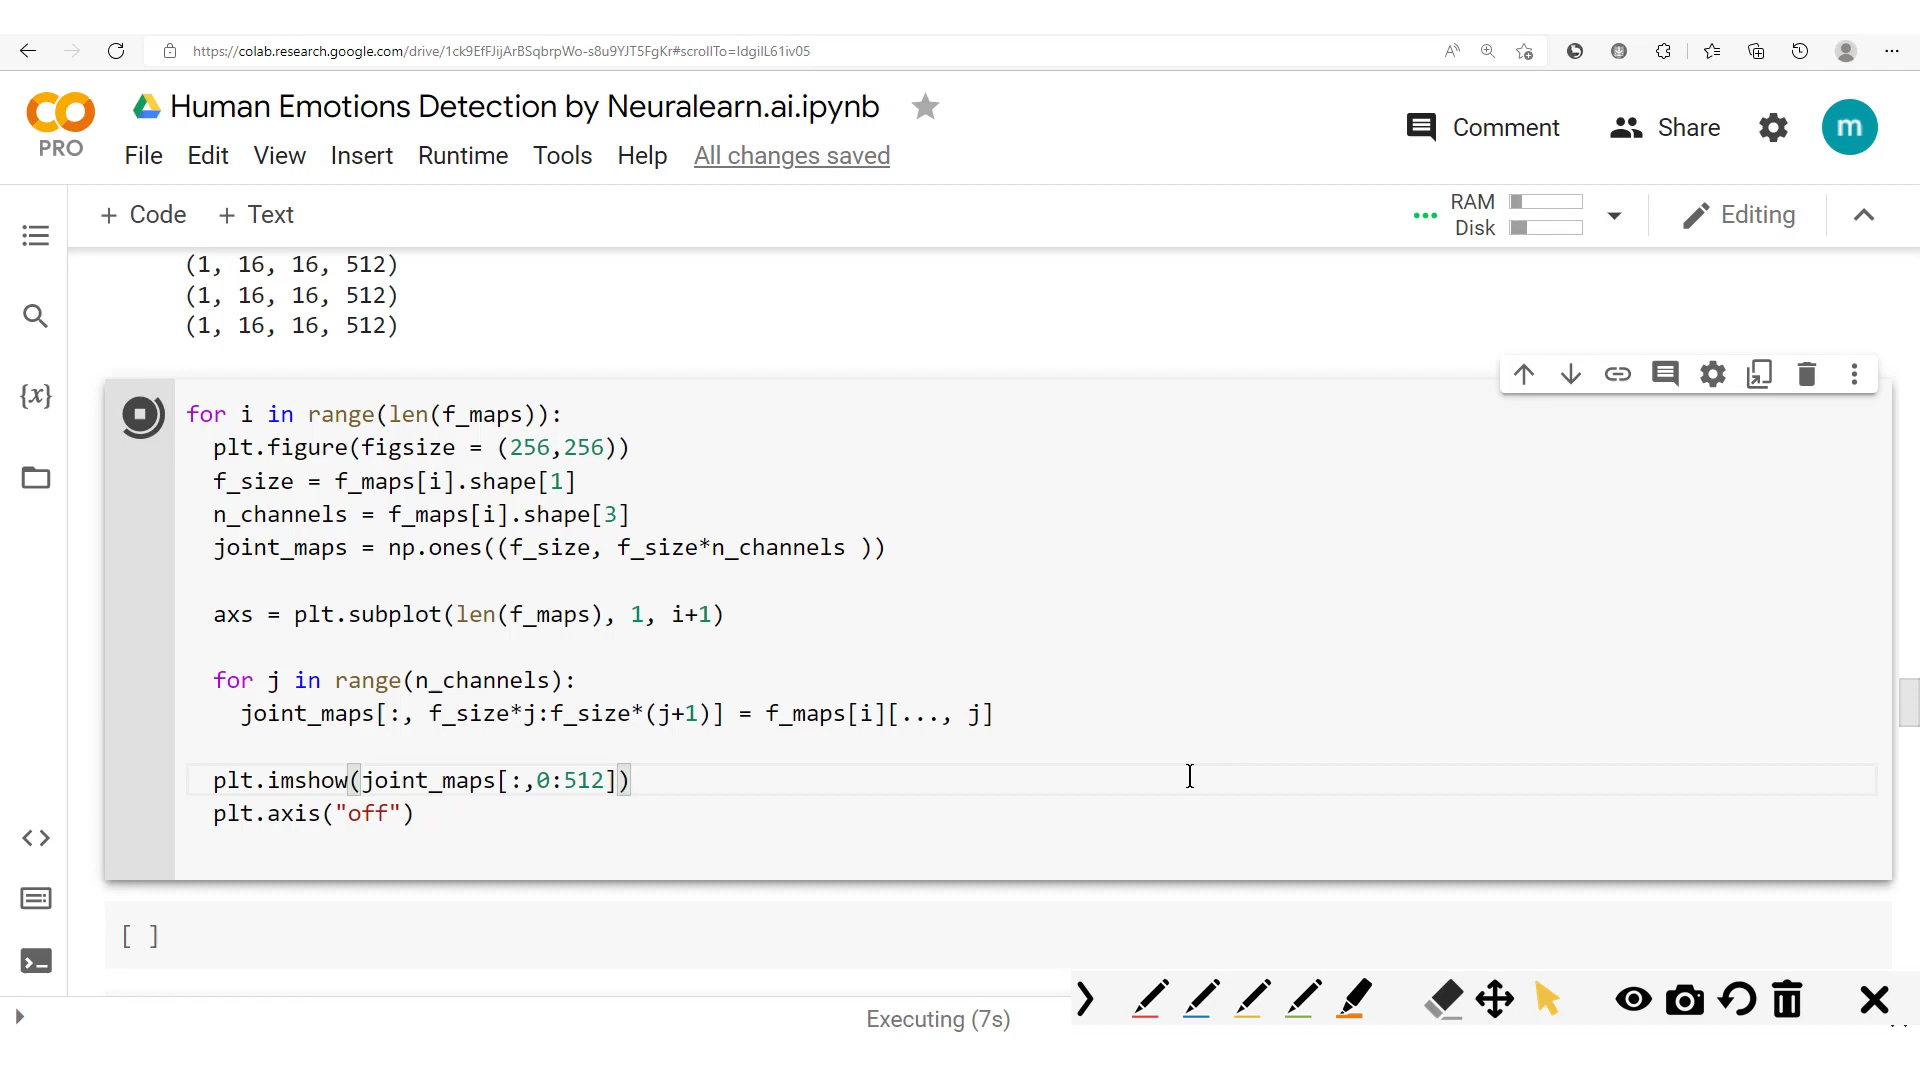 https://colab.research.google.com/drive/1ck9EfFJijArBSqbrpWo-s8u9YJT5FgKr#scrollTo=IdgilL61iv05
PRO
Human Emotions Detection by Neuralearn.ai.ipynb
File Edit View Insert Runtime Tools Help All changes saved
Comment
Share
m
+ Code + Text
RAM
Disk
Editing
(1, 16, 16, 512)
(1, 16, 16, 512)
(1, 16, 16, 512)
{x}
for i in range(len(f_maps)):
  plt.figure(figsize = (256,256))
  f_size = f_maps[i].shape[1]
  n_channels = f_maps[i].shape[3]
  joint_maps = np.ones((f_size, f_size*n_channels ))
  axs = plt.subplot(len(f_maps), 1, i+1)
  for j in range(n_channels):
    joint_maps[:, f_size*j:f_size*(j+1)] = f_maps[i][..., j]
  plt.imshow(joint_maps[:,0:512])
  plt.axis("off")
[ ]
Executing (7s)